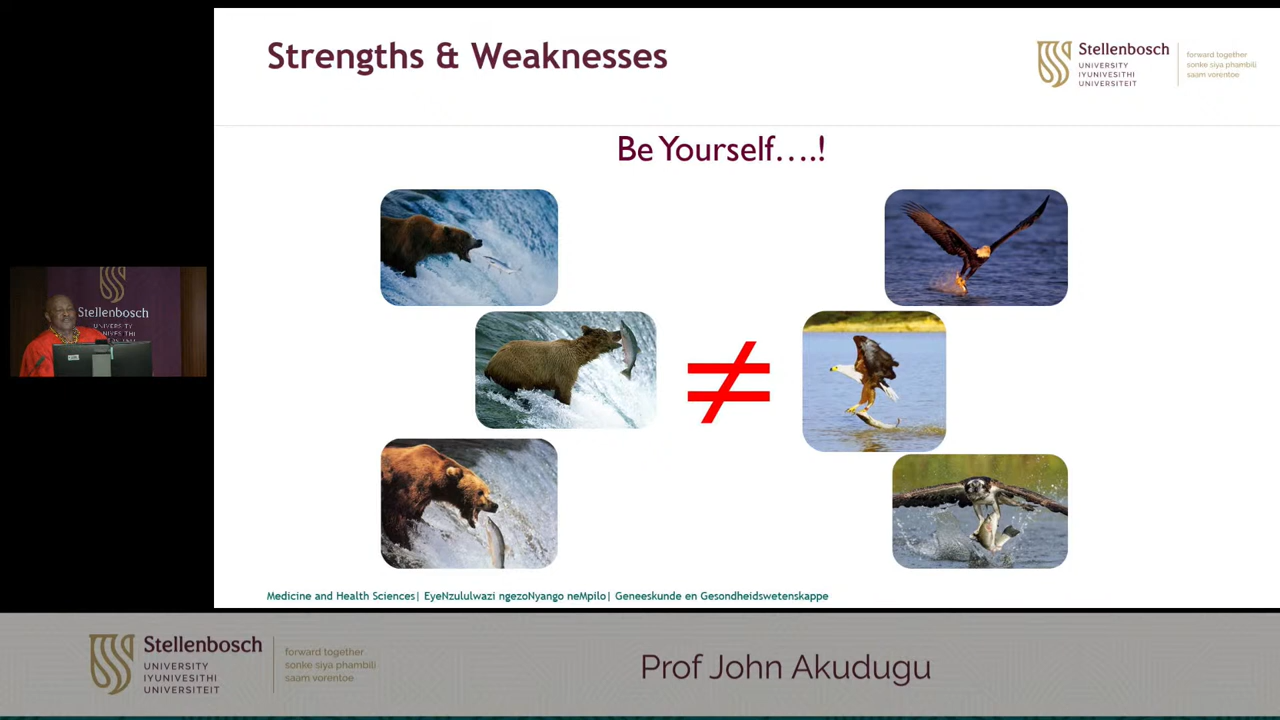 Strengths & Weaknesses
Stellenbosch
UNIVERSITY
IYUNIVESITHI
UNIVERSITEIT
forward together
sonke siya phambili
saam vorentoe
Be Yourself....!
≠
Stellenbosch
Medicine and Health Sciences| EyeNzululwazi ngezoNyango neMpilo| Geneeskunde en Gesondheidswetenskappe
Stellenbosch
UNIVERSITY
IYUNIVESITHI
UNIVERSITEIT
forward together
sonke siya phambili
saam vorentoe
Prof John Akudugu